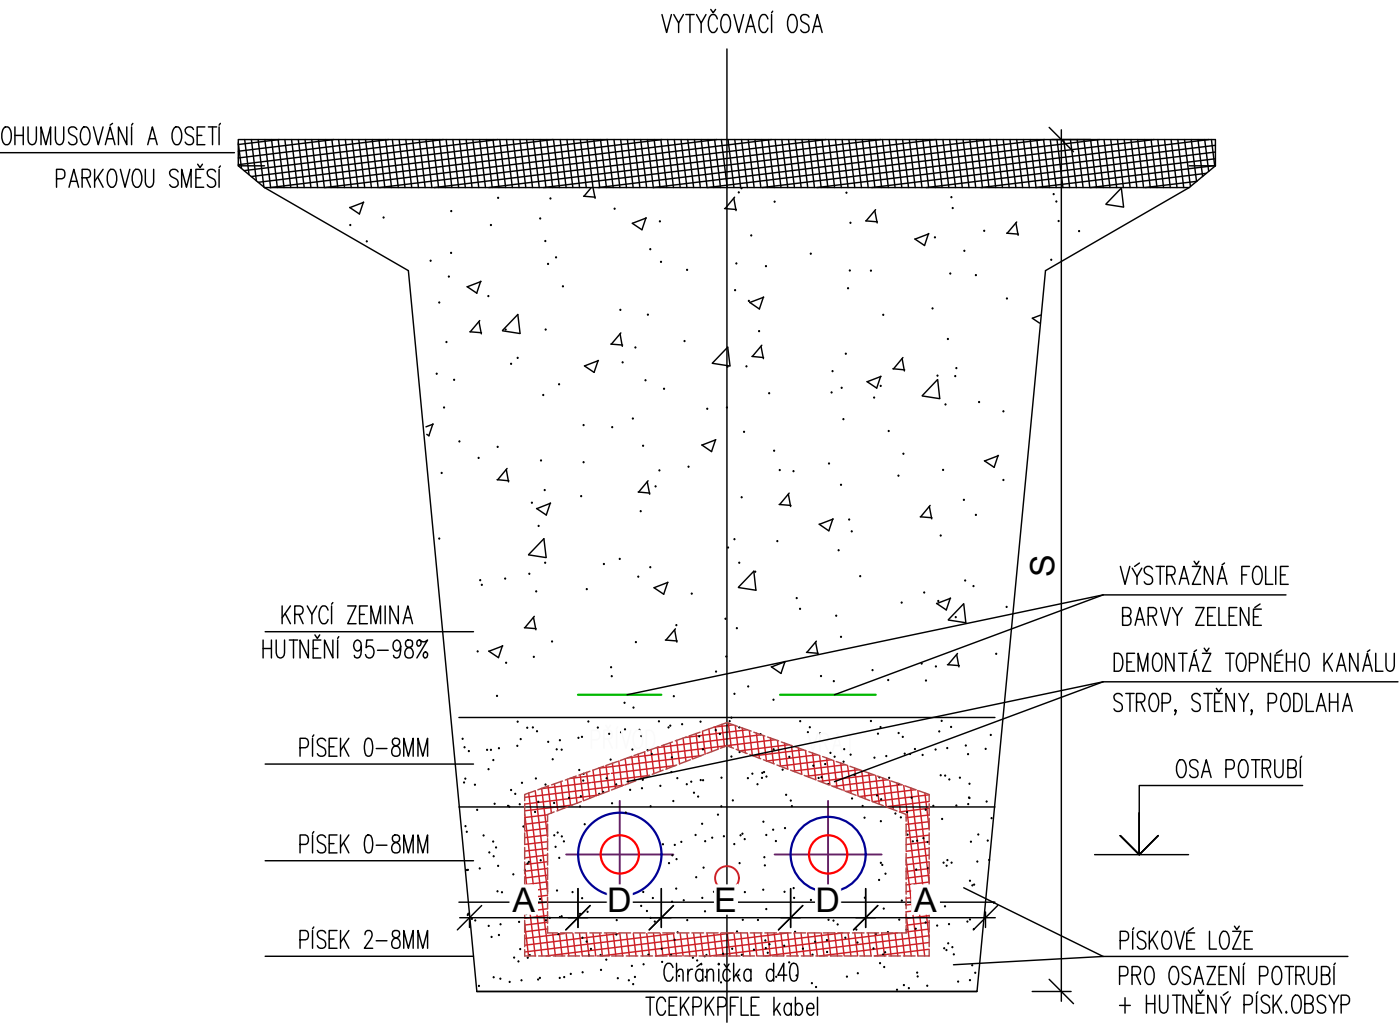 VYTYČOVACÍ OSA
OHUMUSOVÁNÍ A OSETÍ
PARKOVOU SMĚSÍ
S
VÝSTRAŽNÁ FOLIE
BARVY ZELENÉ
KRYCÍ ZEMINA
HUTNĚNÍ 95-98%
DEMONTÁŽ TOPNÉHO KANÁLU
STROP, STĚNY, PODLAHA
PÍSEK 0-8MM
OSA POTRUBÍ
PÍSEK 0-8MM
A D E D A
PÍSEK 2-8MM
PÍSKOVÉ LOŽE
PRO OSAZENÍ POTRUBÍ
+ HUTNĚNÝ PÍSK.OBSYP
Chránička d40
TCEKPKPFLE kabel